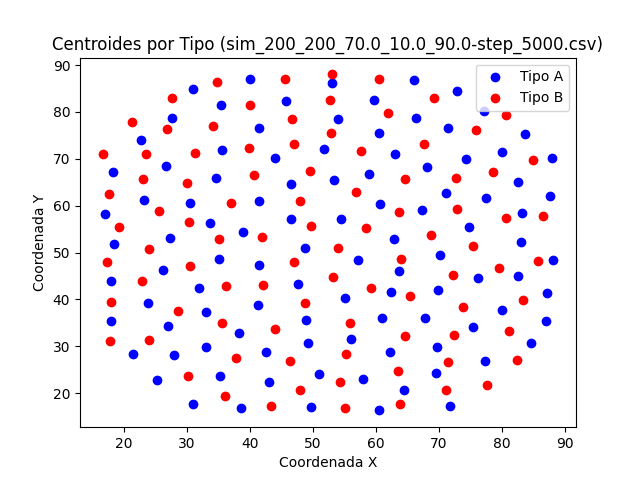 Centroides por Tipo (sim_200_200_70.0_10.0_90.0-step_5000.csv)
Tipo A
Tipo B
90
80
70
60
50
40
30
20
Coordenada Y
20 30 40 50 60 70 80 90
Coordenada X